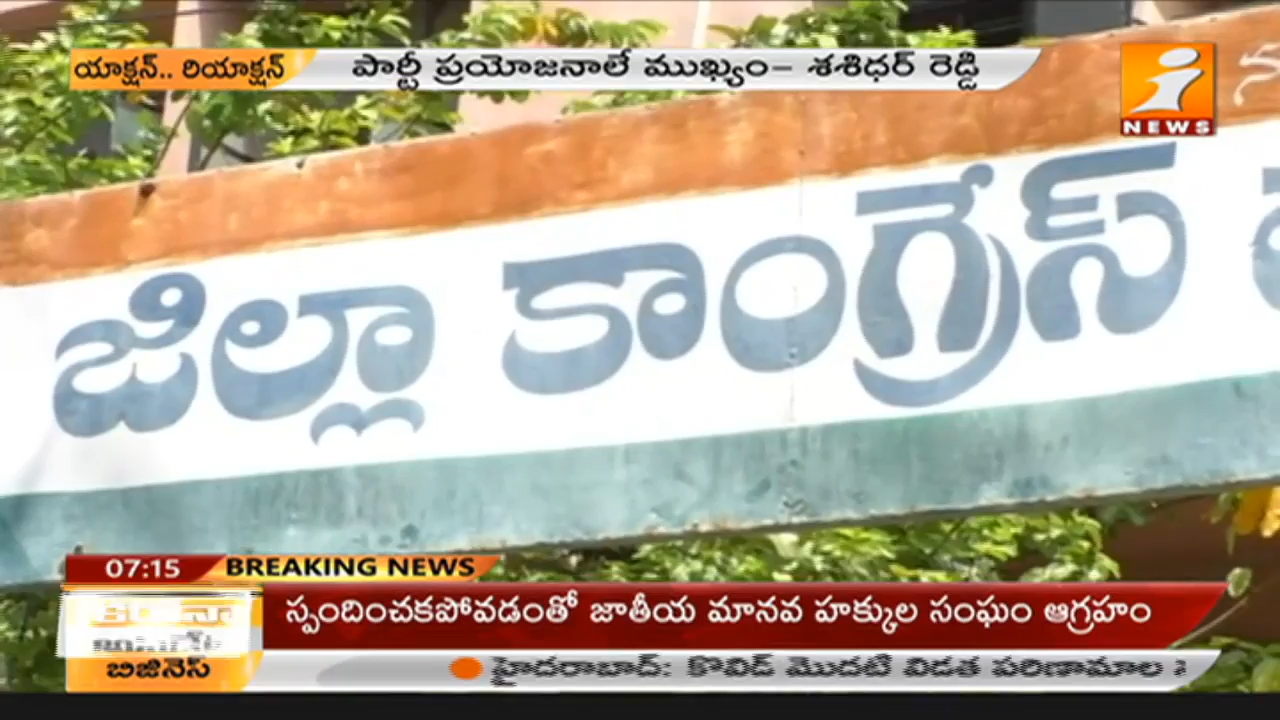 యాక్షన్.. రియాక్షన్
పార్టీ ప్రయోజనాలే ముఖ్యం- శశిధర్ రెడ్డి
i
NEWS
జిల్లా కాంగ్రేస్
07:15
BREAKING NEWS
స్పందించకపోవడంతో జాతీయ మానవ హక్కుల సంఘం ఆగ్రహం
బిజినెస్
హైదరాబాద్: కొవిడ్ మొదటి విడత పరిణామాల